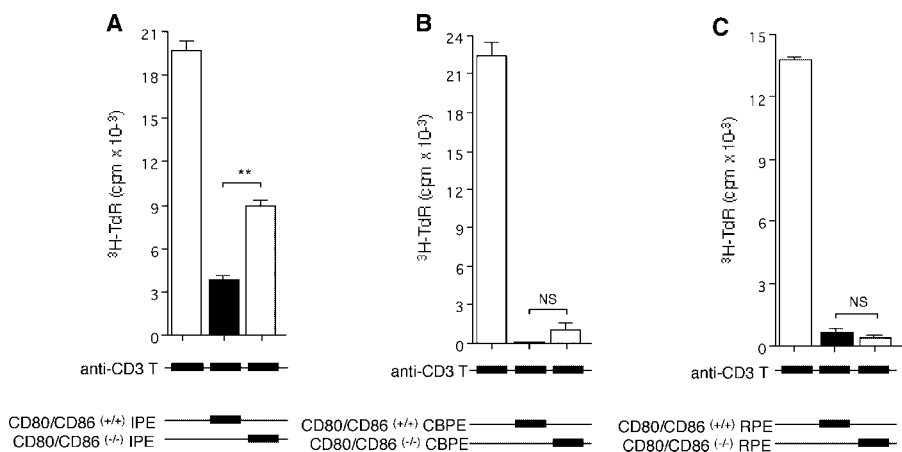 A
³H-TdR (cpm x 10⁻³)
21
18
15
12
9
6
3
0
**
anti-CD3 T
CD80/CD86 (+/+) IPE
CD80/CD86 (-/-) IPE
B
³H-TdR (cpm x 10⁻³)
24
21
18
15
12
9
6
3
0
NS
anti-CD3 T
CD80/CD86 (+/+) CBPE
CD80/CD86 (-/-) CBPE
C
³H-TdR (cpm x 10⁻³)
15
12
9
6
3
0
NS
anti-CD3 T
CD80/CD86 (+/+) RPE
CD80/CD86 (-/-) RPE